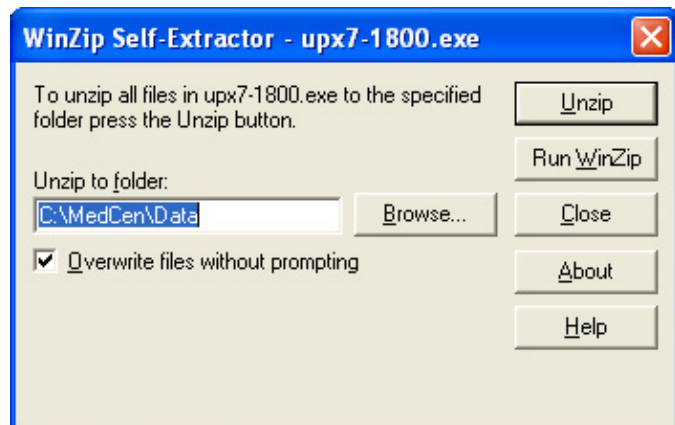 WinZip Self-Extractor - upx7-1800.exe
To unzip all files in upx7-1800.exe to the specified
folder press the Unzip button.
Unzip to folder:
C:\MedCen\Data
Browse...
Overwrite files without prompting
Unzip
Run WinZip
Close
About
Help